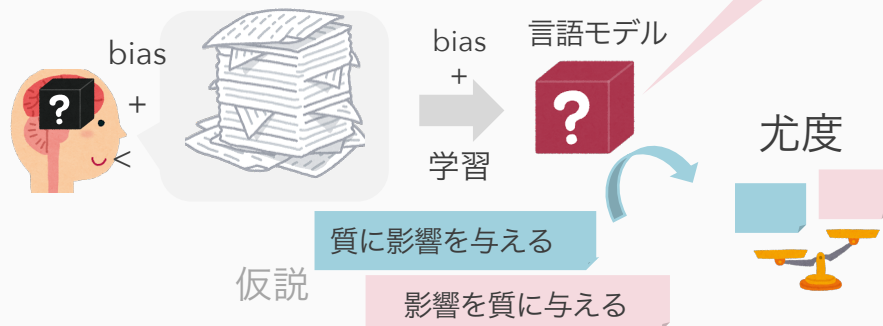 bias
+
?
<
bias
+
学習
言語モデル
?
尤度
仮説
質に影響を与える
影響を質に与える